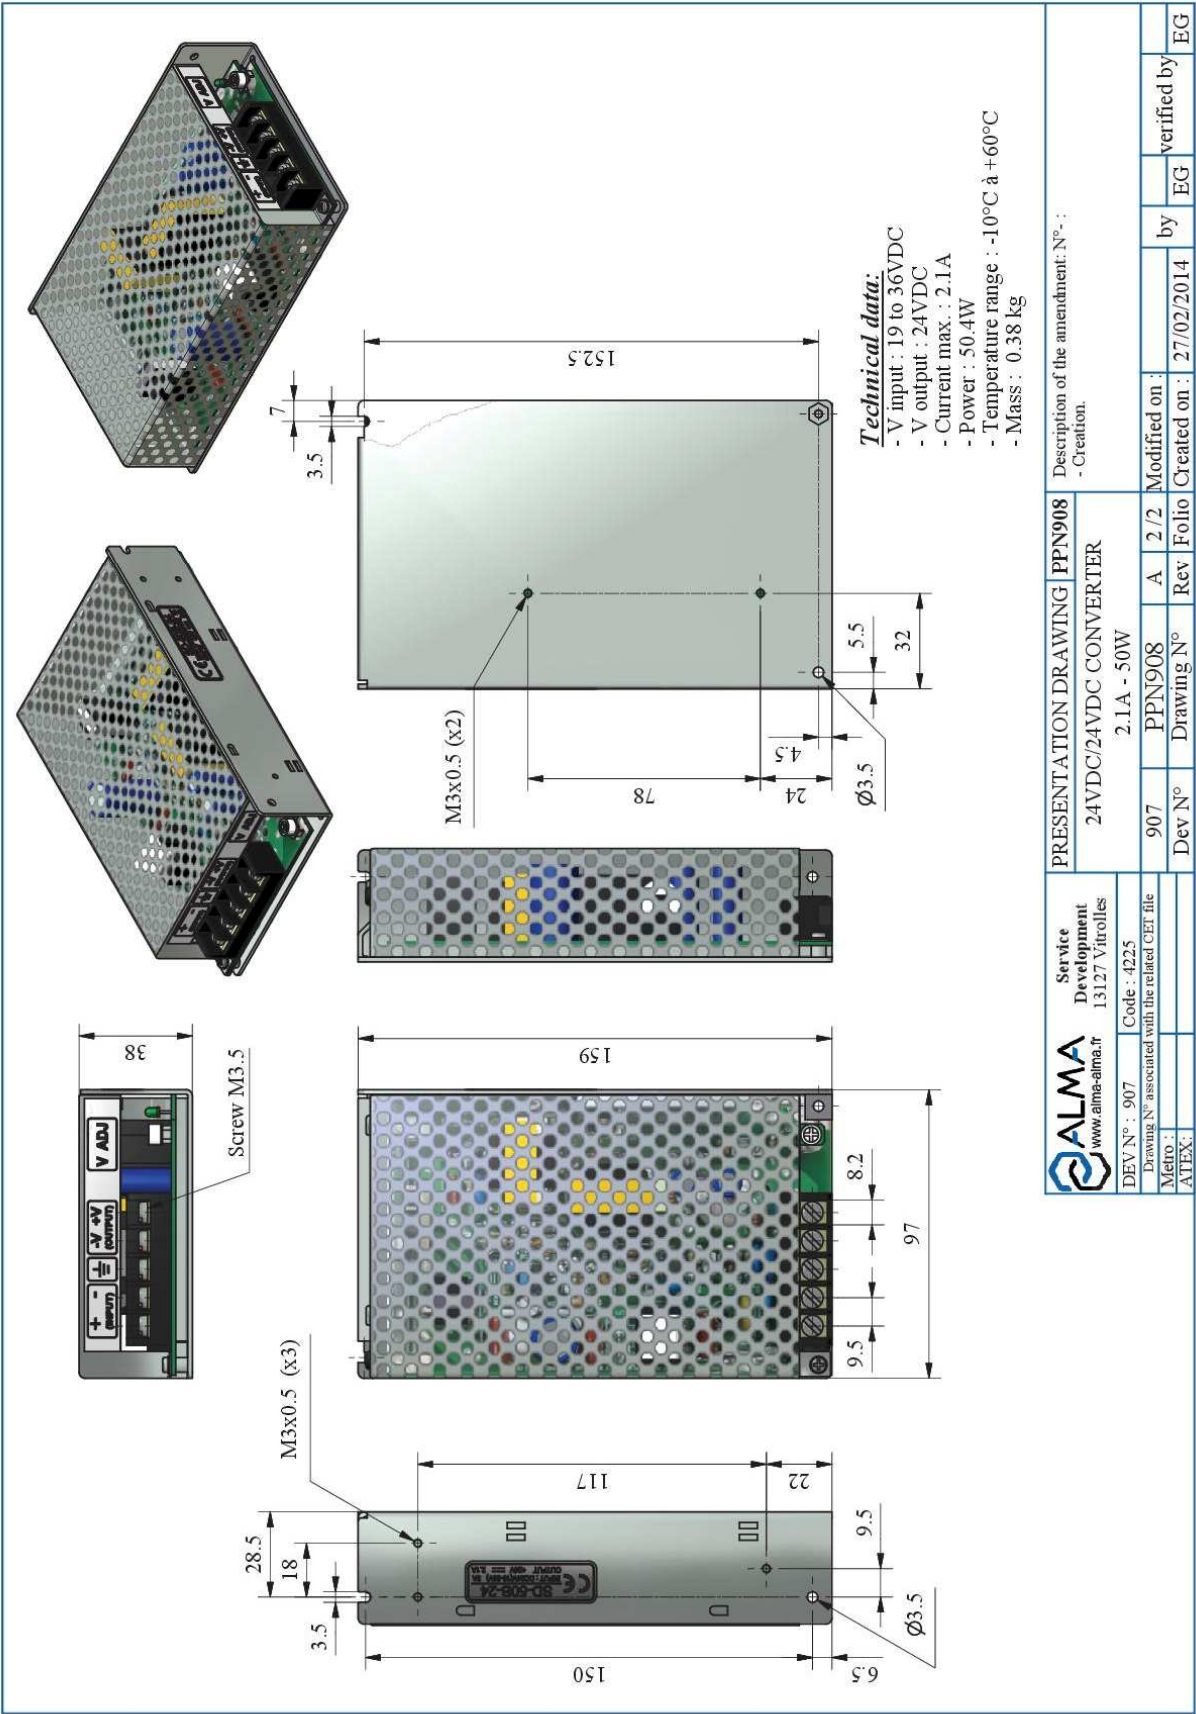 38
Screw M3.5
+ -
(INPUT)
-V +V
(OUTPUT)
V ADJ
V ADJ
3.5
7
152.5
M3x0.5 (x2)
78
24
4.5
Ø3.5
5.5
32
Technical data:
- V input : 19 to 36VDC
- V output : 24VDC
- Current max. : 2.1A
- Power : 50.4W
- Temperature range : -10°C à +60°C
- Mass : 0.38 kg
159
8.2
9.5
97
M3x0.5 (x3)
28.5
18
3.5
117
22
9.5
150
6.5
Ø3.5
CE
SD-50B-24
ALMA
www.alma-alma.fr
Service
Development
13127 Vitrolles
DEV N° : 907
Code : 4225
Drawing N° associated with the related CET file
Metro :
ATEX:
PRESENTATION DRAWING PPN908
24VDC/24VDC CONVERTER
2.1A - 50W
907 PPN908 A 2 /2
Dev N° Drawing N° Rev Folio
Description of the amendment: N°- :
- Creation.
Modified on : by verified by
Created on : 27/02/2014 EG EG